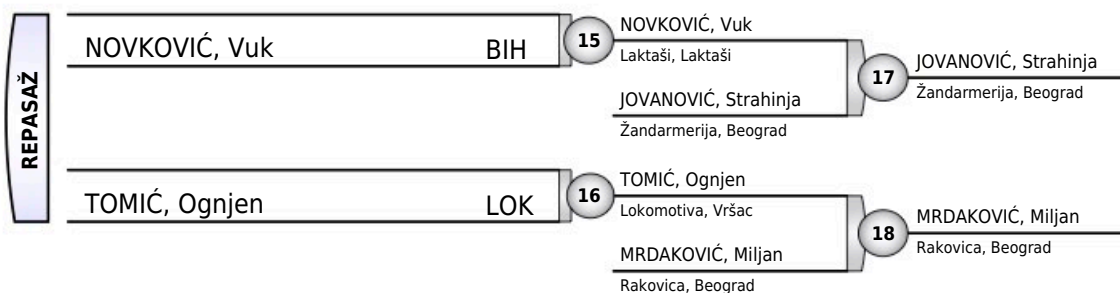 REPASAŽ
NOVKOVIĆ, Vuk BIH
15
NOVKOVIĆ, Vuk
Laktaši, Laktaši
JOVANOVIĆ, Strahinja
Žandarmerija, Beograd
17
JOVANOVIĆ, Strahinja
Žandarmerija, Beograd
TOMIĆ, Ognjen LOK
16
TOMIĆ, Ognjen
Lokomotiva, Vršac
MRDAKOVIĆ, Miljan
Rakovica, Beograd
18
MRDAKOVIĆ, Miljan
Rakovica, Beograd